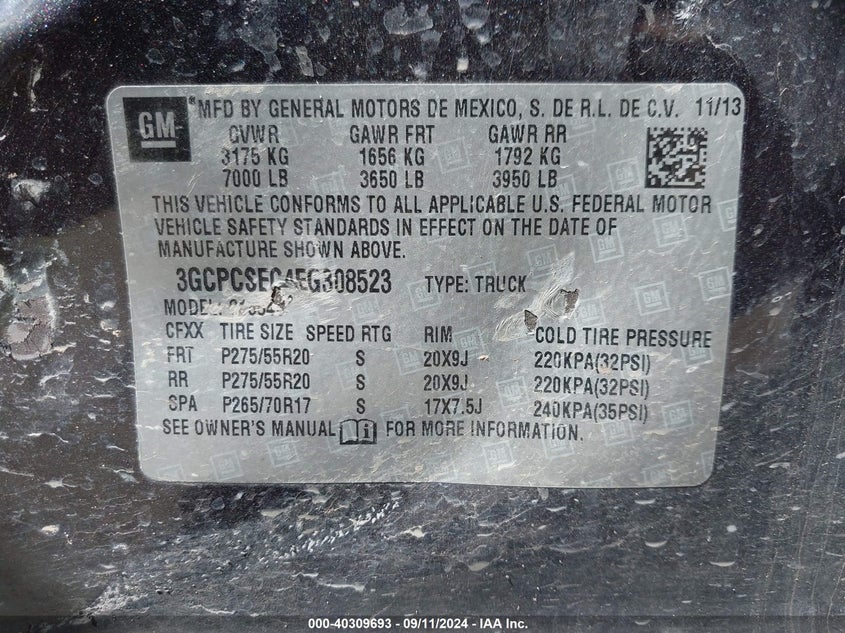 GM
® MFD BY GENERAL MOTORS DE MEXICO, S. DE R.L. DE C.V. 11/13
GVWR GAWR FRT GAWR RR
3175 KG 1656 KG 1792 KG
7000 LB 3650 LB 3950 LB
THIS VEHICLE CONFORMS TO ALL APPLICABLE U.S. FEDERAL MOTOR
VEHICLE SAFETY STANDARDS IN EFFECT ON THE DATE OF
MANUFACTURE SHOWN ABOVE.
TYPE: TRUCK
MODEL:
CFXX TIRE SIZE SPEED RTG RIM COLD TIRE PRESSURE
FRT P275/55R20 S 20X9J 220KPA(32PSI)
RR P275/55R20 S 20X9J 220KPA(32PSI)
SPA P265/70R17 S 17X7.5J 240KPA(35PSI)
SEE OWNER'S MANUAL FOR MORE INFORMATION.
000-40309693 - 09/11/2024 - IAA Inc.